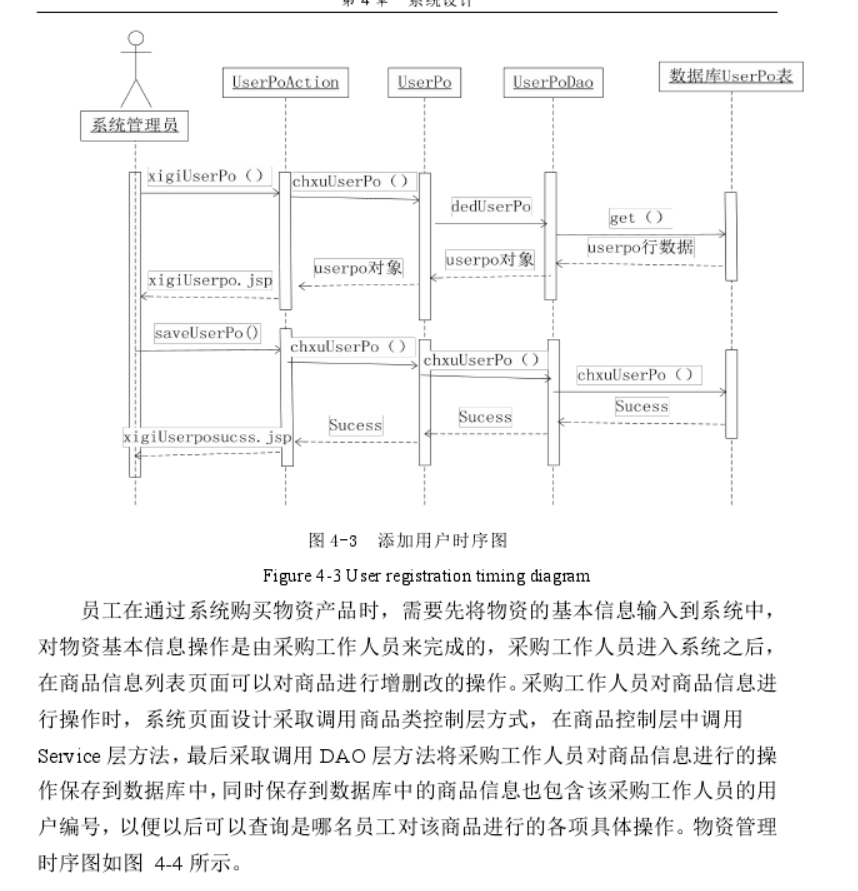 第 4 章 系统设计
UserPoAction
UserPo
UserPoDao
数据库UserPo表
系统管理员
xigiUserPo（）
chxuUserPo（）
dedUserPo
get（）
userpo行数据
userpo对象
userpo对象
xigiUserpo.jsp
saveUserPo()
chxuUserPo（）
chxuUserPo（）
chxuUserPo（）
Sucess
Sucess
Sucess
xigiUserposucss.jsp
图 4-3 添加用户时序图
Figure 4-3 User registration timing diagram
员工在通过系统购买物资产品时，需要先将物资的基本信息输入到系统中，
对物资基本信息操作是由采购工作人员来完成的，采购工作人员进入系统之后，
在商品信息列表页面可以对商品进行增删改的操作。采购工作人员对商品信息进
行操作时，系统页面设计采取调用商品类控制层方式，在商品控制层中调用
Service 层方法，最后采取调用 DAO 层方法将采购工作人员对商品信息进行的操
作保存到数据库中，同时保存到数据库中的商品信息也包含该采购工作人员的用
户编号，以便以后可以查询是哪名员工对该商品进行的各项具体操作。物资管理
时序图如图 4-4 所示。